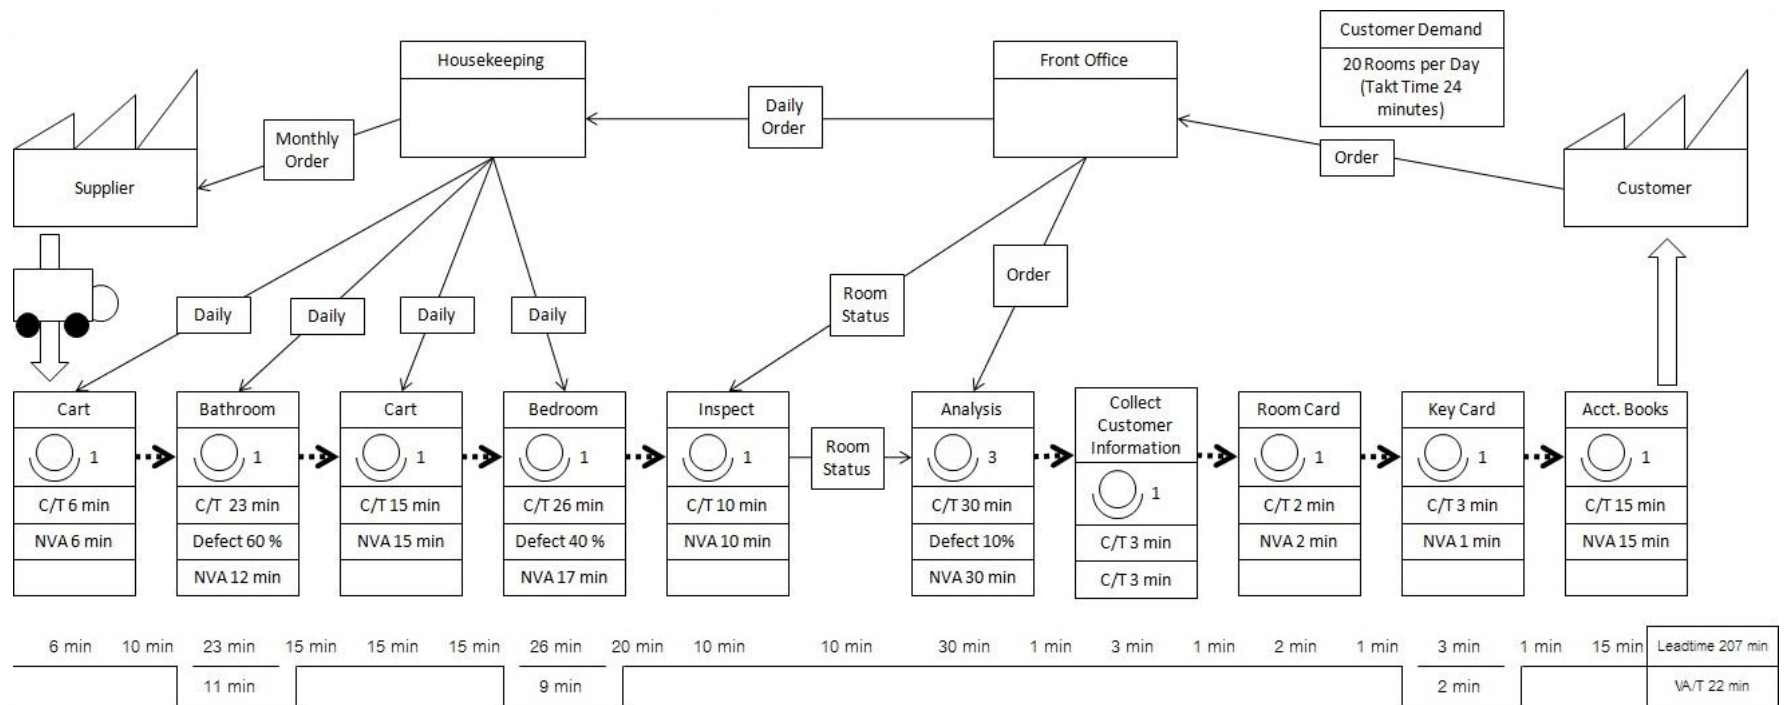 Customer Demand
20 Rooms per Day
(Takt Time 24
minutes)
Housekeeping
Front Office
Daily
Order
Monthly
Order
Order
Supplier
Customer
Daily
Daily
Daily
Daily
Room
Status
Order
Cart
1
C/T 6 min
NVA 6 min
Bathroom
1
C/T 23 min
Defect 60 %
NVA 12 min
Cart
1
C/T 15 min
NVA 15 min
Bedroom
1
C/T 26 min
Defect 40 %
NVA 17 min
Inspect
1
C/T 10 min
NVA 10 min
Room
Status
Analysis
3
C/T 30 min
Defect 10%
NVA 30 min
Collect
Customer
Information
1
C/T 3 min
C/T 3 min
Room Card
1
C/T 2 min
NVA 2 min
Key Card
1
C/T 3 min
NVA 1 min
Acct. Books
1
C/T 15 min
NVA 15 min
6 min 10 min 23 min 15 min 15 min 15 min 26 min 20 min 10 min 10 min 30 min 1 min 3 min 1 min 2 min 1 min 3 min 1 min 15 min Leadtime 207 min
11 min 9 min 2 min VA/T 22 min